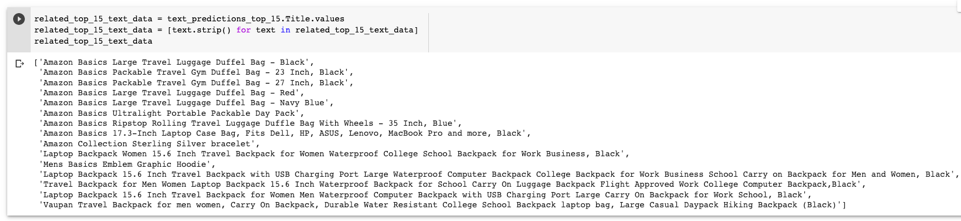 related_top_15_text_data = text_predictions_top_15.Title.values
related_top_15_text_data = [text.strip() for text in related_top_15_text_data]
related_top_15_text_data
['Amazon Basics Large Travel Luggage Duffel Bag - Black',
'Amazon Basics Packable Travel Gym Duffel Bag - 23 Inch, Black',
'Amazon Basics Packable Travel Gym Duffel Bag - 27 Inch, Black',
'Amazon Basics Large Travel Luggage Duffel Bag - Red',
'Amazon Basics Large Travel Luggage Duffel Bag - Navy Blue',
'Amazon Basics Ultralight Portable Packable Day Pack',
'Amazon Basics Ripstop Rolling Travel Luggage Duffle Bag With Wheels - 35 Inch, Blue',
'Amazon Basics 17.3-Inch Laptop Case Bag, Fits Dell, HP, ASUS, Lenovo, MacBook Pro and more, Black',
'Amazon Collection Sterling Silver bracelet',
'Laptop Backpack Women 15.6 Inch Travel Backpack for Women Waterproof College School Backpack for Work Business, Black',
'Mens Basics Emblem Graphic Hoodie',
'Laptop Backpack 15.6 Inch Travel Backpack with USB Charging Port Large Waterproof Computer Backpack College Backpack for Work Business School Carry on Backpack for Men and Women, Black',
'Travel Backpack for Men Women Laptop Backpack 15.6 Inch Waterproof Backpack for School Carry On Luggage Backpack Flight Approved Work College Computer Backpack,Black',
'Laptop Backpack 15.6 Inch Travel Backpack for Women Men Waterproof Computer Backpack with USB Charging Port Large Carry On Backpack for Work School, Black',
'Vaupan Travel Backpack for men women, Carry On Backpack, Durable Water Resistant College School Backpack laptop bag, Large Casual Daypack Hiking Backpack (Black)']